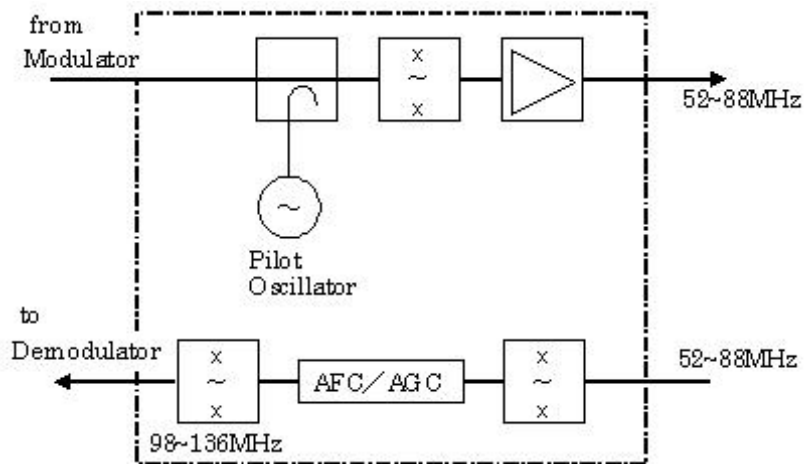 from
Modulator
x
~
x
52~88MHz
~
Pilot
Oscillator
to
Demodulator
x
~
x
AFC/AGC
x
~
x
52~88MHz
98~136MHz